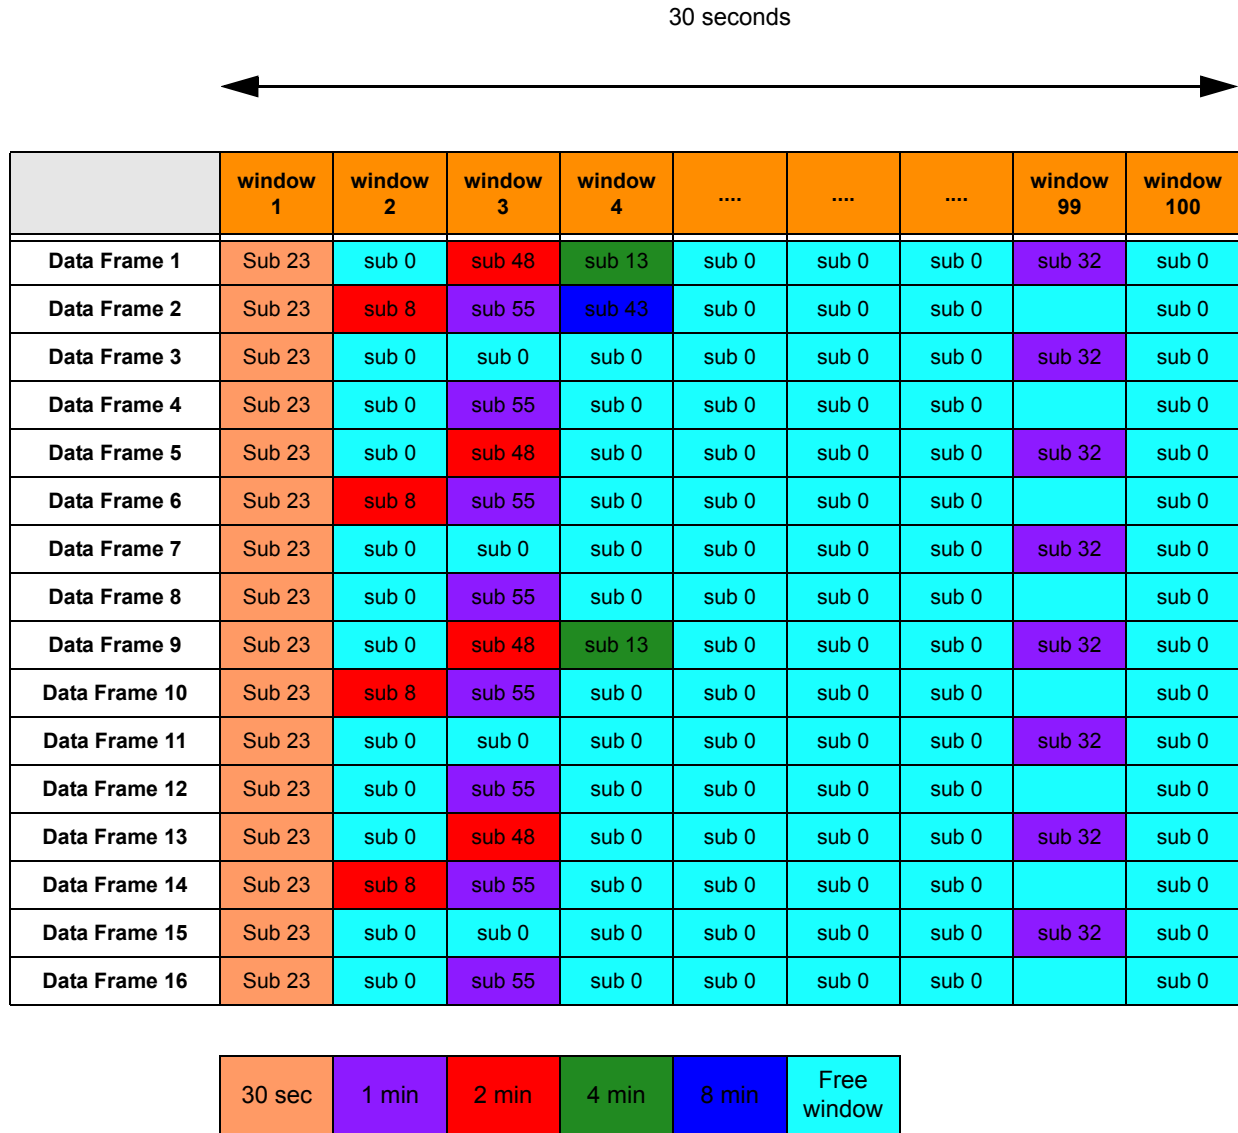 30 seconds
window 1 window 2 window 3 window 4 .... .... .... window 99 window 100
Data Frame 1 Sub 23 sub 0 sub 48 sub 13 sub 0 sub 0 sub 0 sub 32 sub 0
Data Frame 2 Sub 23 sub 8 sub 55 sub 43 sub 0 sub 0 sub 0 sub 0
Data Frame 3 Sub 23 sub 0 sub 0 sub 0 sub 0 sub 0 sub 0 sub 32 sub 0
Data Frame 4 Sub 23 sub 0 sub 55 sub 0 sub 0 sub 0 sub 0 sub 0
Data Frame 5 Sub 23 sub 0 sub 48 sub 0 sub 0 sub 0 sub 0 sub 32 sub 0
Data Frame 6 Sub 23 sub 8 sub 55 sub 0 sub 0 sub 0 sub 0 sub 0
Data Frame 7 Sub 23 sub 0 sub 0 sub 0 sub 0 sub 0 sub 0 sub 32 sub 0
Data Frame 8 Sub 23 sub 0 sub 55 sub 0 sub 0 sub 0 sub 0 sub 0
Data Frame 9 Sub 23 sub 0 sub 48 sub 13 sub 0 sub 0 sub 0 sub 32 sub 0
Data Frame 10 Sub 23 sub 8 sub 55 sub 0 sub 0 sub 0 sub 0 sub 0
Data Frame 11 Sub 23 sub 0 sub 0 sub 0 sub 0 sub 0 sub 0 sub 32 sub 0
Data Frame 12 Sub 23 sub 0 sub 55 sub 0 sub 0 sub 0 sub 0 sub 0
Data Frame 13 Sub 23 sub 0 sub 48 sub 0 sub 0 sub 0 sub 0 sub 32 sub 0
Data Frame 14 Sub 23 sub 8 sub 55 sub 0 sub 0 sub 0 sub 0 sub 0
Data Frame 15 Sub 23 sub 0 sub 0 sub 0 sub 0 sub 0 sub 0 sub 32 sub 0
Data Frame 16 Sub 23 sub 0 sub 55 sub 0 sub 0 sub 0 sub 0 sub 0
30 sec 1 min 2 min 4 min 8 min Free window